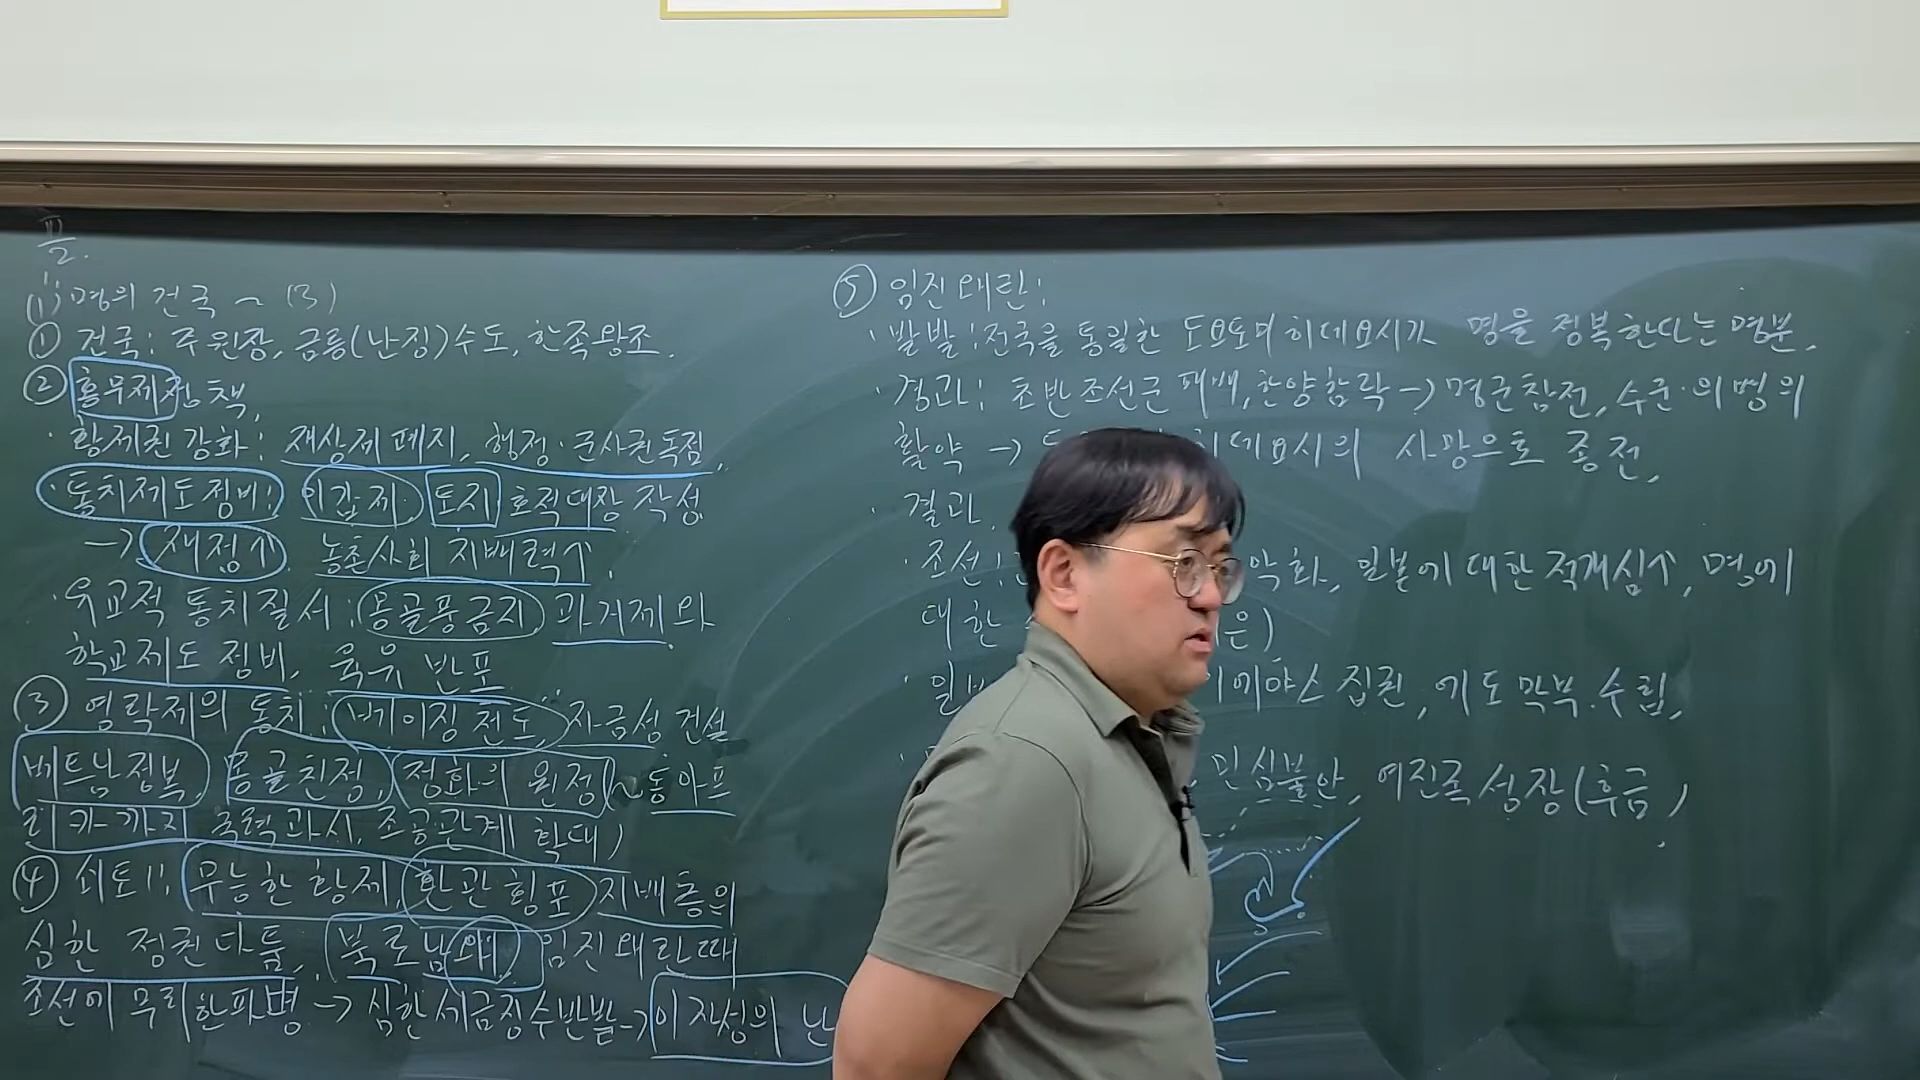 II
2.
(1) 명의 건국 ~ (3)
① 건국: 주원장, 금릉(난징)수도, 한족왕조.
② 홍무제정책.
· 황제권 강화: 재상제 폐지, 행정·군사권독점.
· 통치제도정비: 이갑제. 토지 호적대장 작성
→ 재정↑. 농촌사회 지배력↑.
· 유교적 통치질서: 몽골풍금지 과거제와
학교제도 정비, 육유 반포
③ 영락제의 통치: 베이징 천도, 자금성 건설
베트남정복, 몽골친정, 정화의 원정(~동아프
리카까지 국력과시, 조공관계 확대)
④ 쇠퇴: 무능한 황제, 환관 횡포 지배층의
심한 정권다툼, 북로남왜, 임진왜란때
조선에 무리한파병 → 심한세금징수반발→이자성의 난
⑤ 임진왜란:
· 발발: 전국을 통일한 도요토미히데요시가 명을 정복한다는 명분.
· 경과: 초반조선군 패배, 한양함락→명군참전, 수군·의병의
활약 → 히데요시의 사망으로 종전.
· 결과.
· 조선: 악화, 일본에 대한적개심↑, 명에
대한 은)
· 일본 이에야스 집권, 에도 막부.수립.
민심불안, 여진족성장(후금)